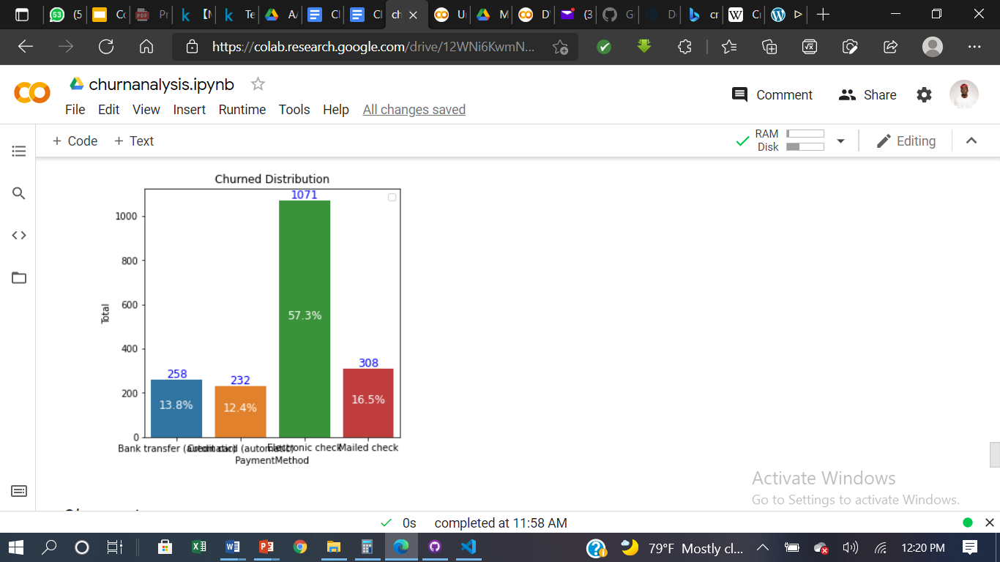 (5
Co
Pr
【N
Te
A/
Cl
Cl
ch
U
M
D'
(3
G
D
cr
Ci
https://colab.research.google.com/drive/12WNi6KwmN...
churnanalysis.ipynb
File Edit View Insert Runtime Tools Help All changes saved
Comment
Share
+ Code + Text
RAM
Disk
Editing
Churned Distribution
1071
1000
800
600
400
200
0
Total
57.3%
308
258
232
16.5%
13.8%
12.4%
Bank transfer (automatic)
Credit card (automatic)
Electronic check
Mailed check
PaymentMethod
Activate Windows
Go to Settings to activate Windows.
0s completed at 11:58 AM
79°F Mostly cl...
12:20 PM